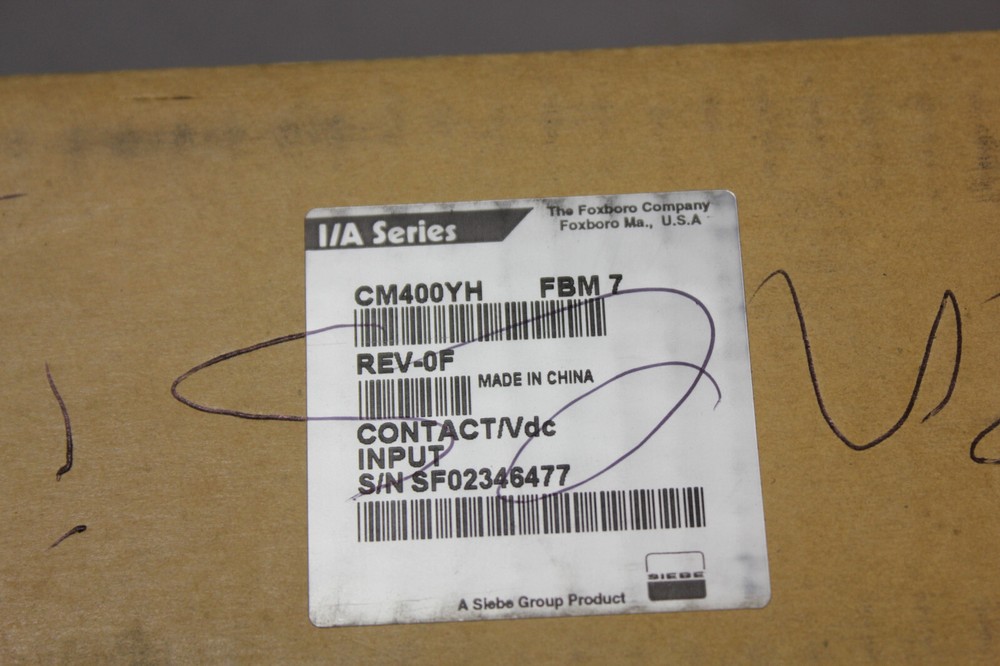 The Foxboro Company
I/A Series
Foxboro Ma., U.S.A
CM400YH FBM 7
REV-0F
MADE IN CHINA
CONTACT/Vdc
INPUT
S/N SF02346477
SIEBE
A Siebe Group Product